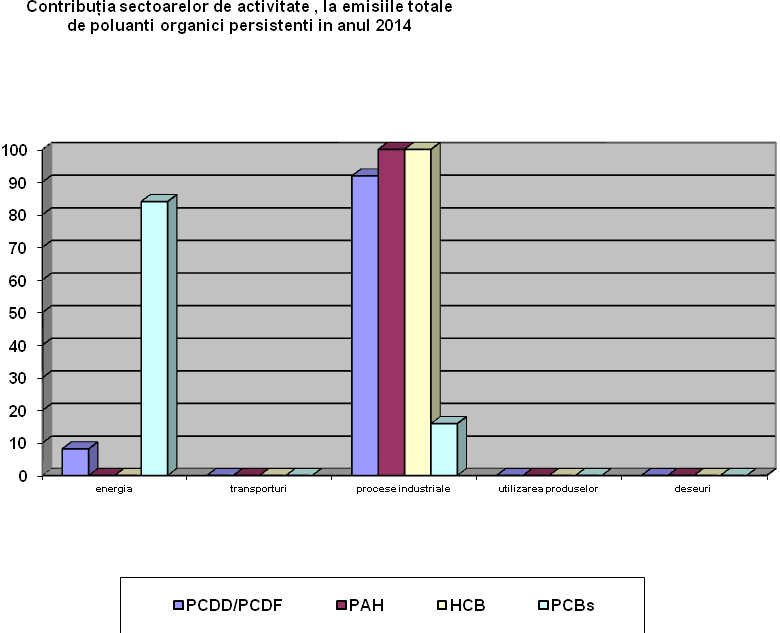 Contribuția sectoarelor de activitate , la emisiile totale
de poluanti organici persistenti in anul 2014
100
90
80
70
60
50
40
30
20
10
0
energia transporturi procese industriale utilizarea produselor deseuri
PCDD/PCDF PAH HCB PCBs